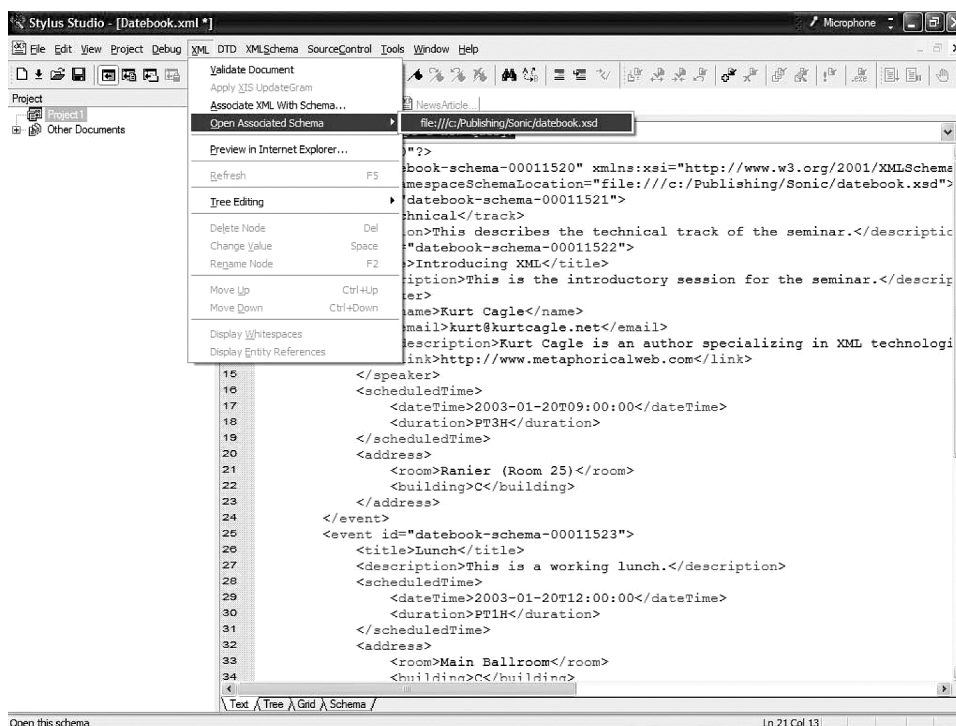 Stylus Studio - [Datebook.xml *]
Microphone
File Edit View Project Debug XML DTD XMLSchema SourceControl Tools Window Help
Project
Project1
Other Documents
Validate Document
Apply XIS UpdateGram
Associate XML With Schema...
Open Associated Schema
file:///c:/Publishing/Sonic/datebook.xsd
Preview in Internet Explorer...
Refresh F5
Tree Editing
Delete Node Del
Change Value Space
Rename Node F2
Move Up Ctrl+Up
Move Down Ctrl+Down
Display Whitespaces
Display Entity References
NewsArticle...
"?>
book-schema-00011520" xmlns:xsi="http://www.w3.org/2001/XMLSchema
mespaceSchemaLocation="file:///c:/Publishing/Sonic/datebook.xsd">
"datebook-schema-00011521">
hnical</track>
on>This describes the technical track of the seminar.</descriptic
="datebook-schema-00011522">
>Introducing XML</title>
iption>This is the introductory session for the seminar.</descrip
er>
ame>Kurt Cagle</name>
mail>kurt@kurtcagle.net</email>
description>Kurt Cagle is an author specializing in XML technologi
ink>http://www.metaphoricalweb.com</link>
15 </speaker>
16 <scheduledTime>
17 <dateTime>2003-01-20T09:00:00</dateTime>
18 <duration>PT3H</duration>
19 </scheduledTime>
20 <address>
21 <room>Ranier (Room 25)</room>
22 <building>C</building>
23 </address>
24 </event>
25 <event id="datebook-schema-00011523">
26 <title>Lunch</title>
27 <description>This is a working lunch.</description>
28 <scheduledTime>
29 <dateTime>2003-01-20T12:00:00</dateTime>
30 <duration>PT1H</duration>
31 </scheduledTime>
32 <address>
33 <room>Main Ballroom</room>
34 <building>C</building>
Text Tree Grid Schema
Open this schema
Ln 21 Col 13